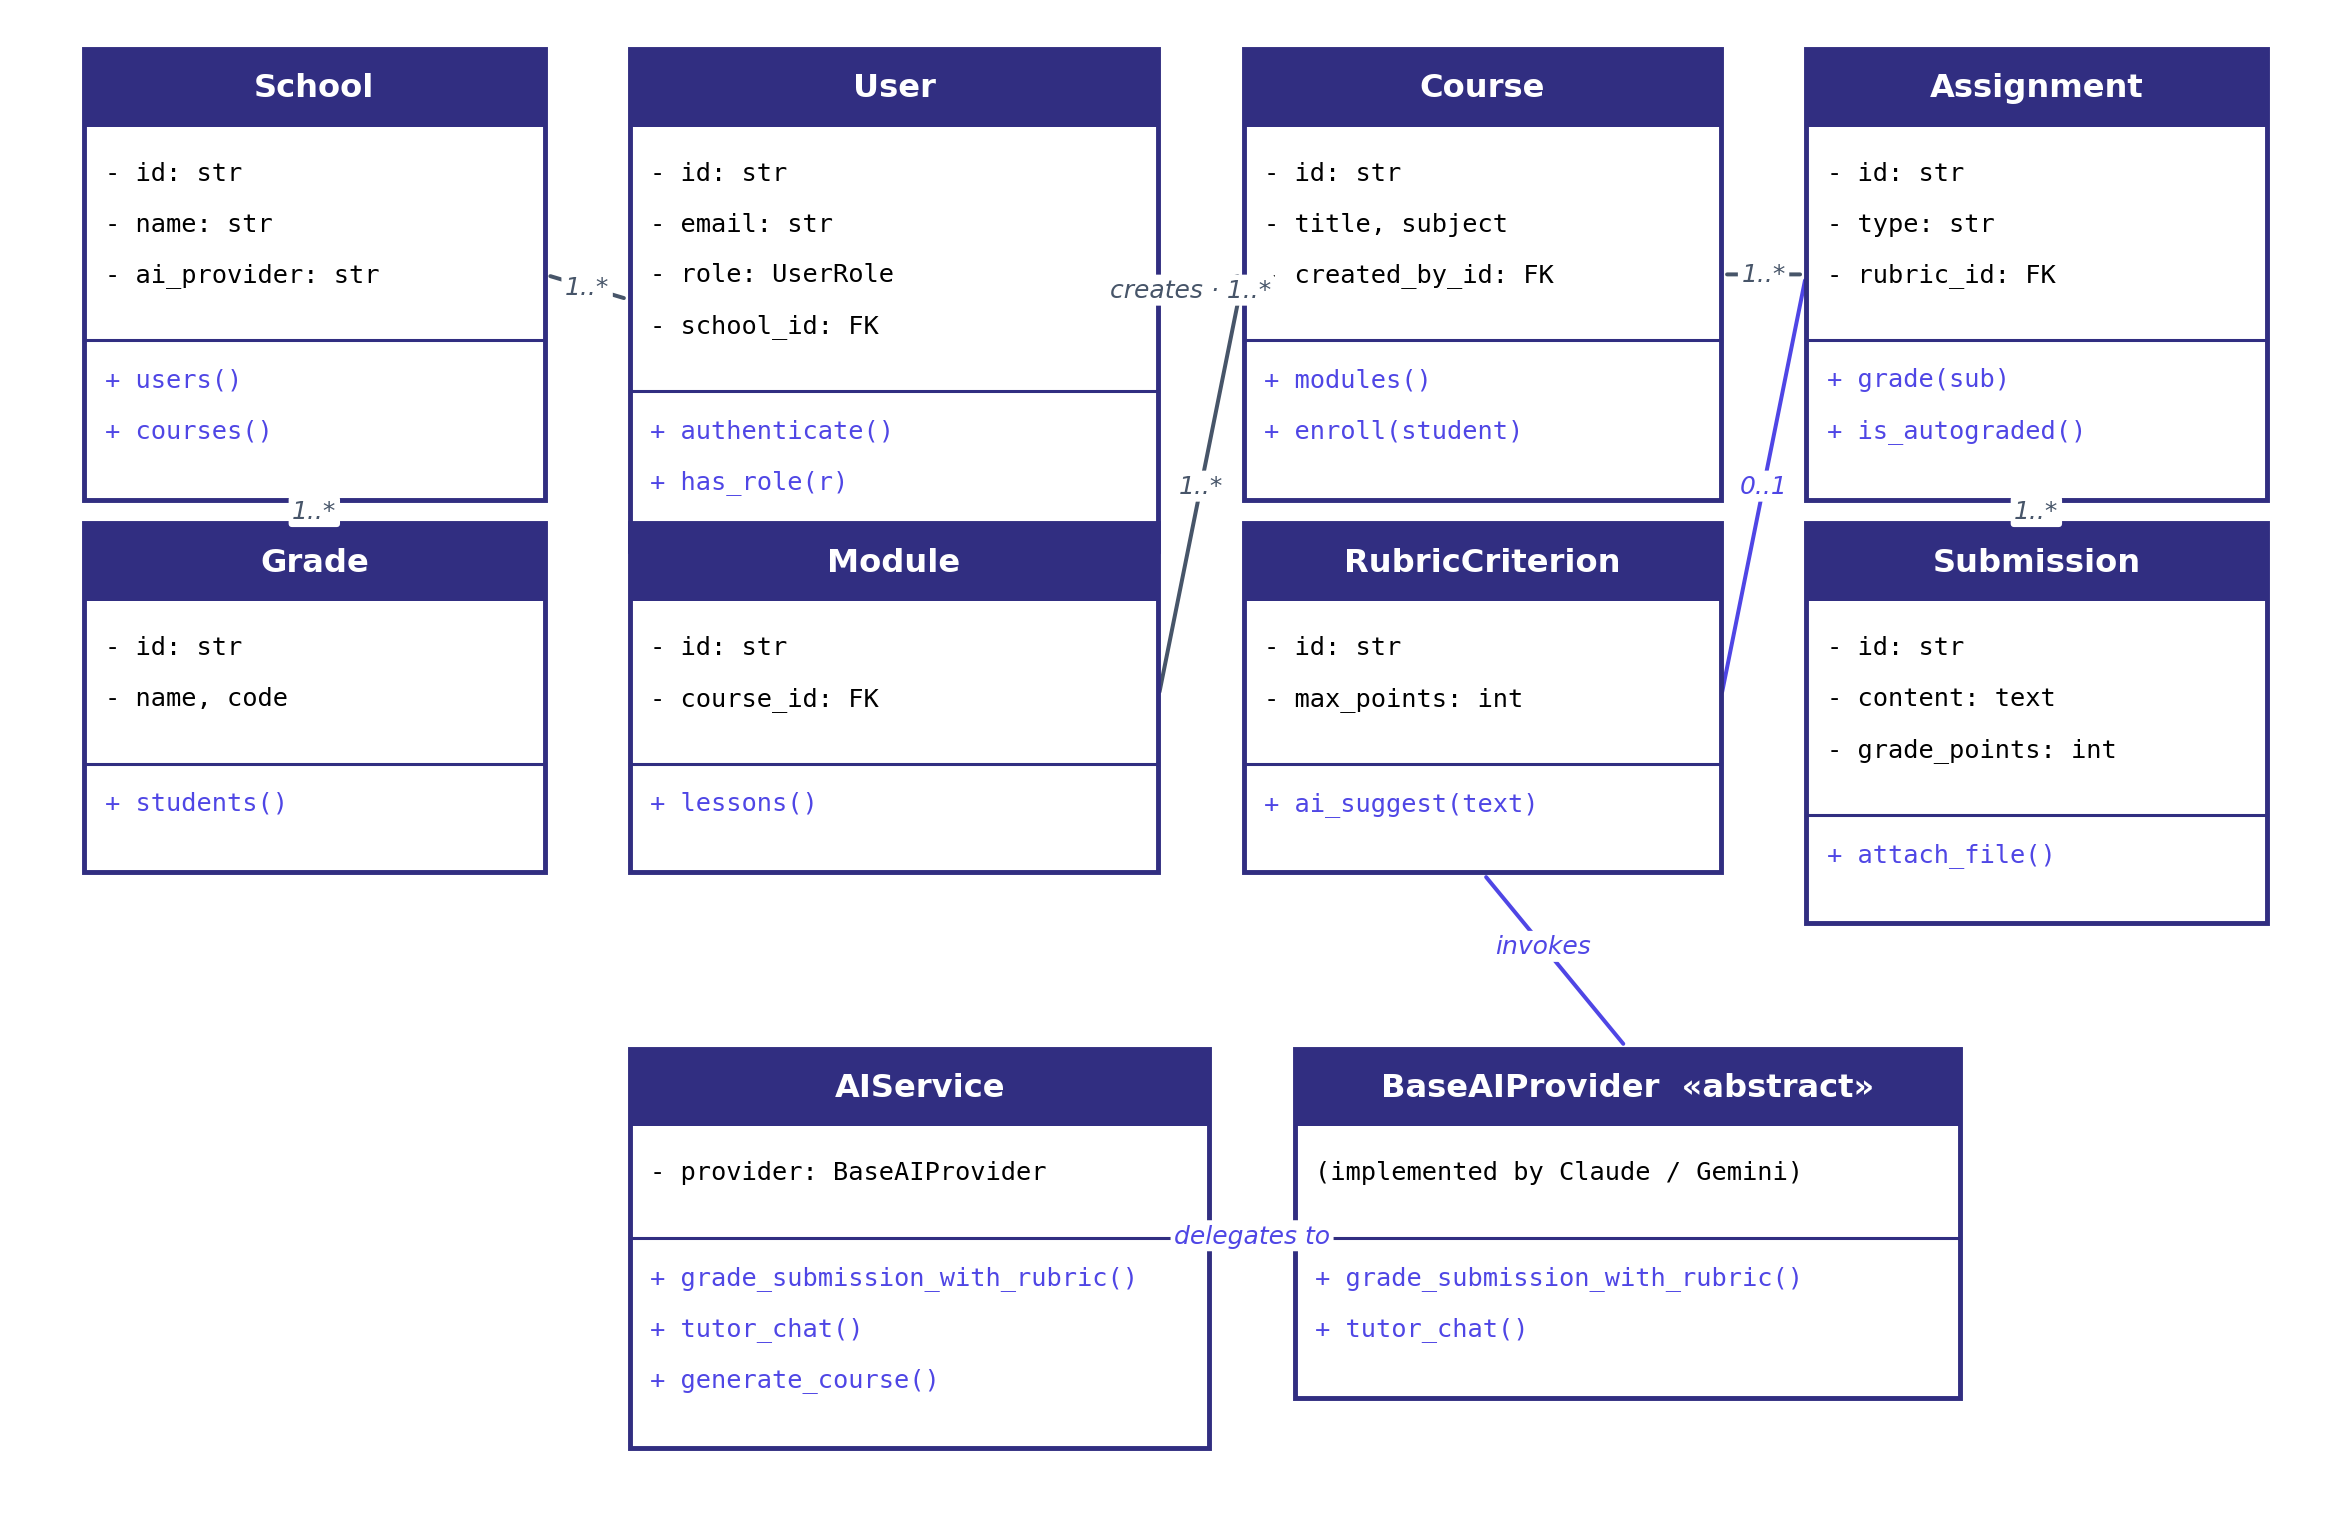 School
- id: str
- name: str
- ai_provider: str
+ users()
+ courses()
1..*
User
- id: str
- email: str
- role: UserRole
- school_id: FK
+ authenticate()
+ has_role(r)
creates · 1..*
Course
- id: str
- title, subject
created_by_id: FK
+ modules()
+ enroll(student)
1..*
Assignment
- id: str
- type: str
- rubric_id: FK
+ grade(sub)
+ is_autograded()
1..*
1..*
0..1
1..*
Grade
- id: str
- name, code
+ students()
Module
- id: str
- course_id: FK
+ lessons()
RubricCriterion
- id: str
- max_points: int
+ ai_suggest(text)
Submission
- id: str
- content: text
- grade_points: int
+ attach_file()
invokes
AIService
- provider: BaseAIProvider
+ grade_submission_with_rubric()
+ tutor_chat()
+ generate_course()
delegates to
BaseAIProvider «abstract»
(implemented by Claude / Gemini)
+ grade_submission_with_rubric()
+ tutor_chat()